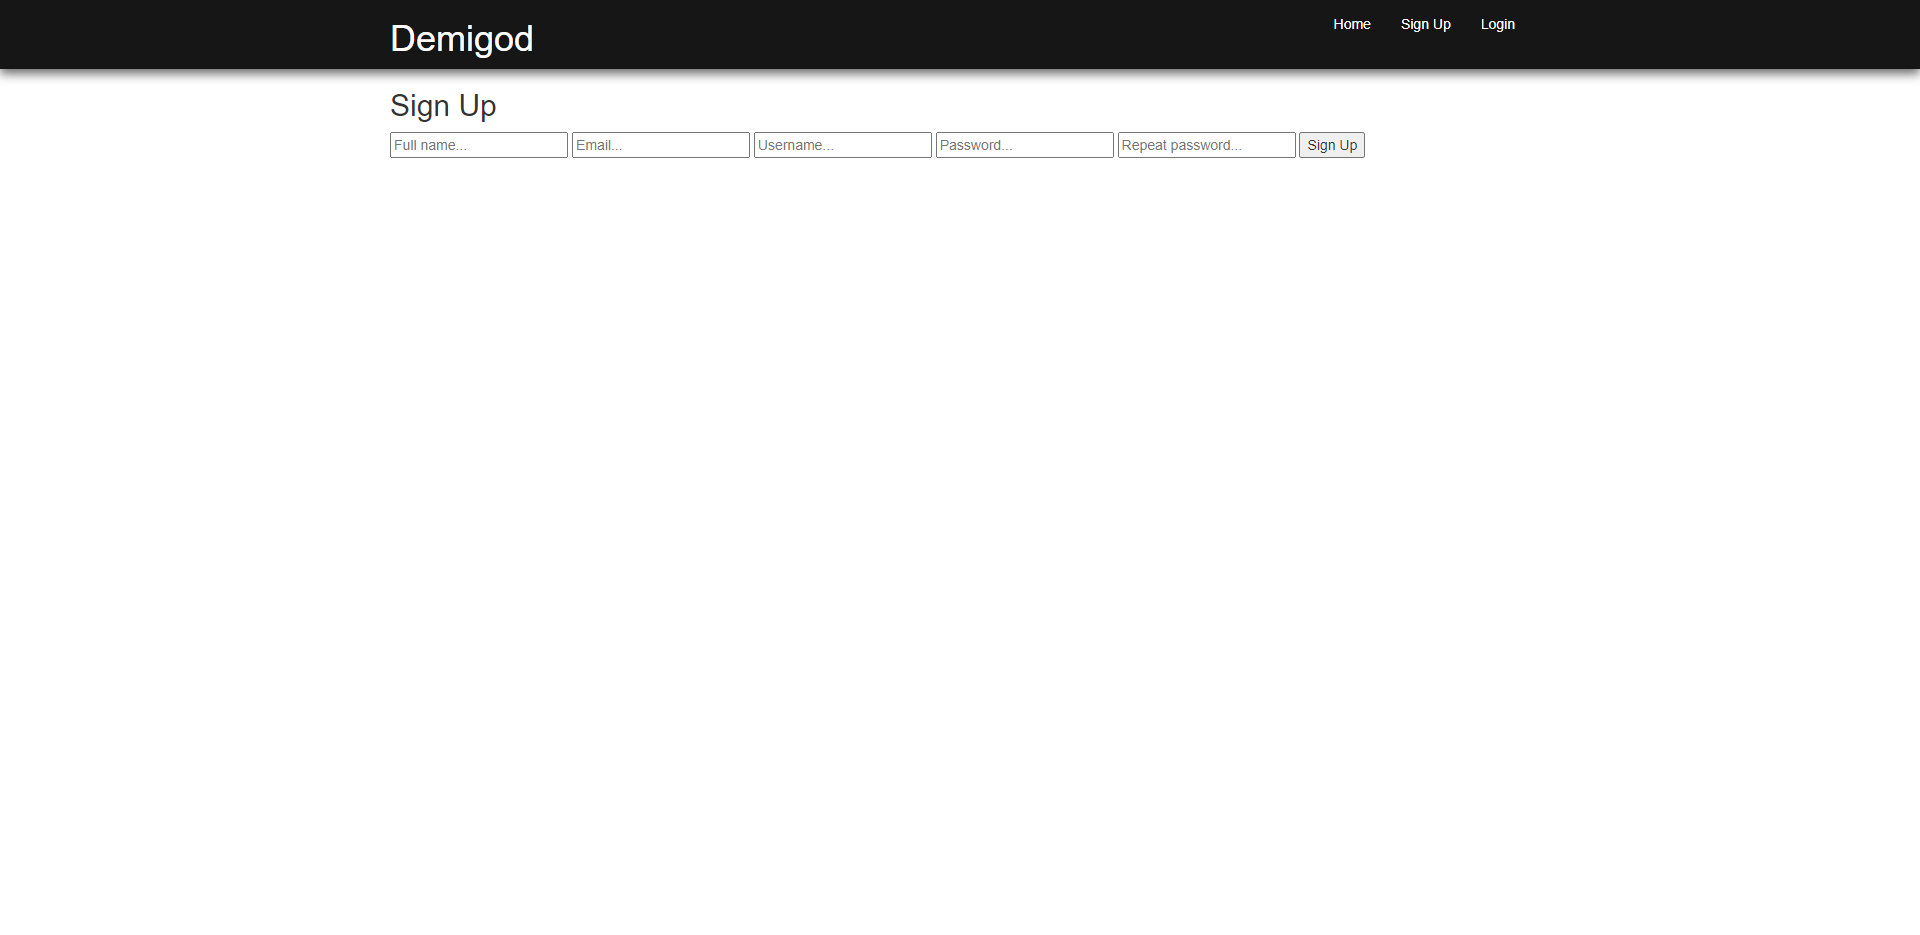 Demigod
Home Sign Up Login
Sign Up
Full name... Email... Username... Password... Repeat password... Sign Up